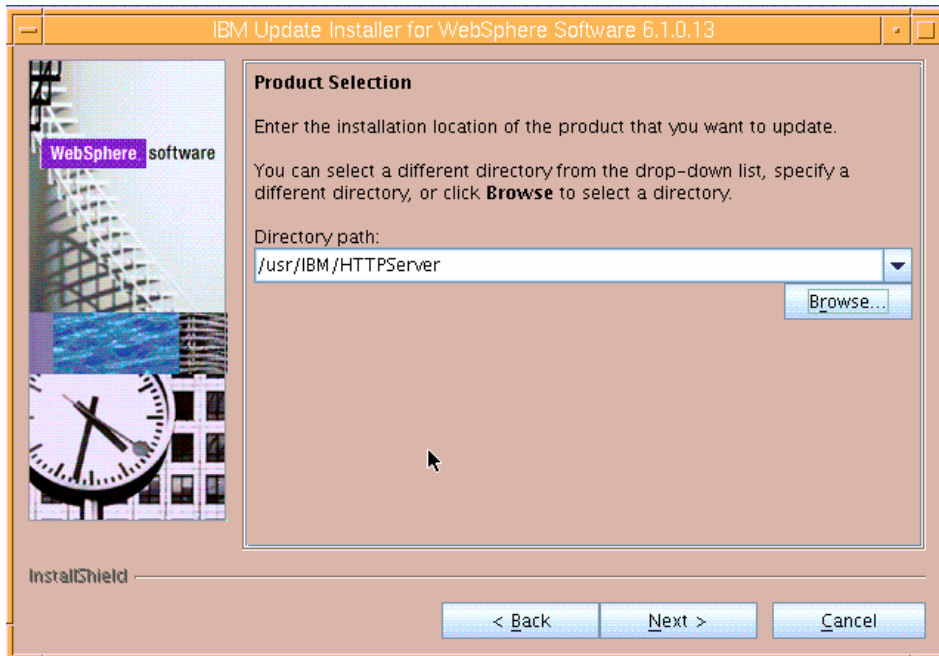 IBM Update Installer for WebSphere Software 6.1.0.13
WebSphere. software
Product Selection
Enter the installation location of the product that you want to update.
You can select a different directory from the drop-down list, specify a
different directory, or click Browse to select a directory.
Directory path:
/usr/IBM/HTTPServer
Browse...
InstallShield
< Back
Next >
Cancel